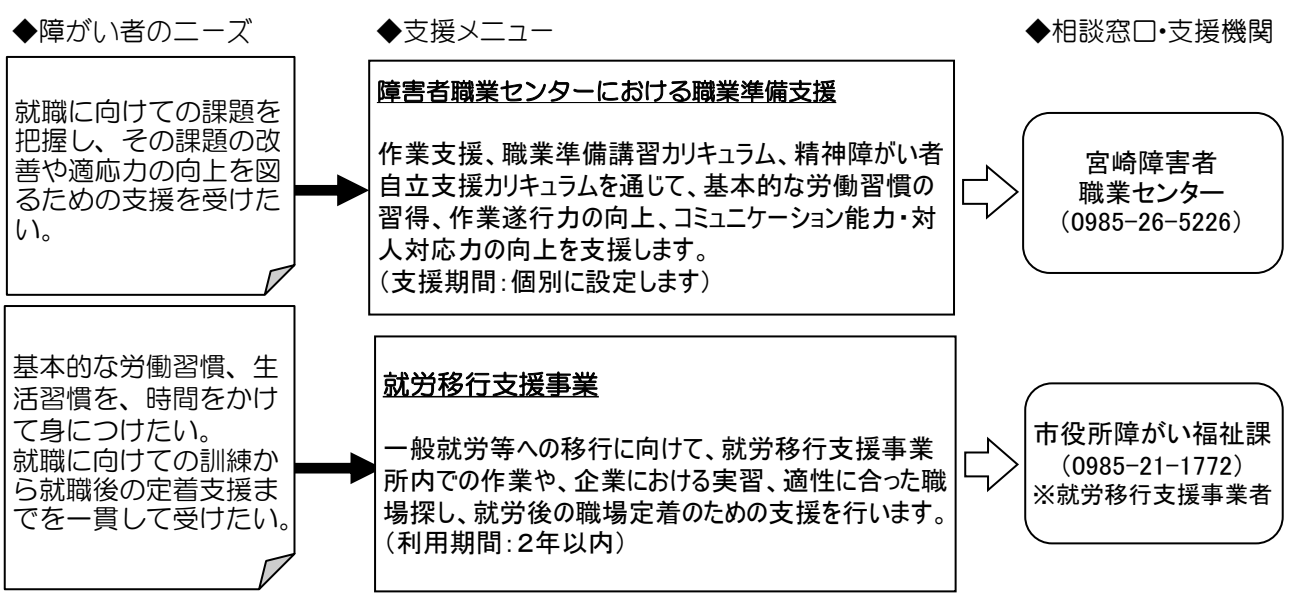 ◆障がい者のニーズ
◆支援メニュー
◆相談窓口・支援機関
就職に向けての課題を
把握し、その課題の改
善や適応力の向上を図
るための支援を受けた
い。
障害者職業センターにおける職業準備支援
作業支援、職業準備講習カリキュラム、精神障がい者
自立支援カリキュラムを通じて、基本的な労働習慣の
習得、作業遂行力の向上、コミュニケーション能力・対
人対応力の向上を支援します。
（支援期間：個別に設定します）
宮崎障害者
職業センター
（0985-26-5226）
基本的な労働習慣、生
活習慣を、時間をかけ
て身につけたい。
就職に向けての訓練か
ら就職後の定着支援ま
でを一貫して受けたい。
就労移行支援事業
一般就労等への移行に向けて、就労移行支援事業
所内での作業や、企業における実習、適性に合った職
場探し、就労後の職場定着のための支援を行います。
（利用期間：２年以内）
市役所障がい福祉課
（0985-21-1772）
※就労移行支援事業者